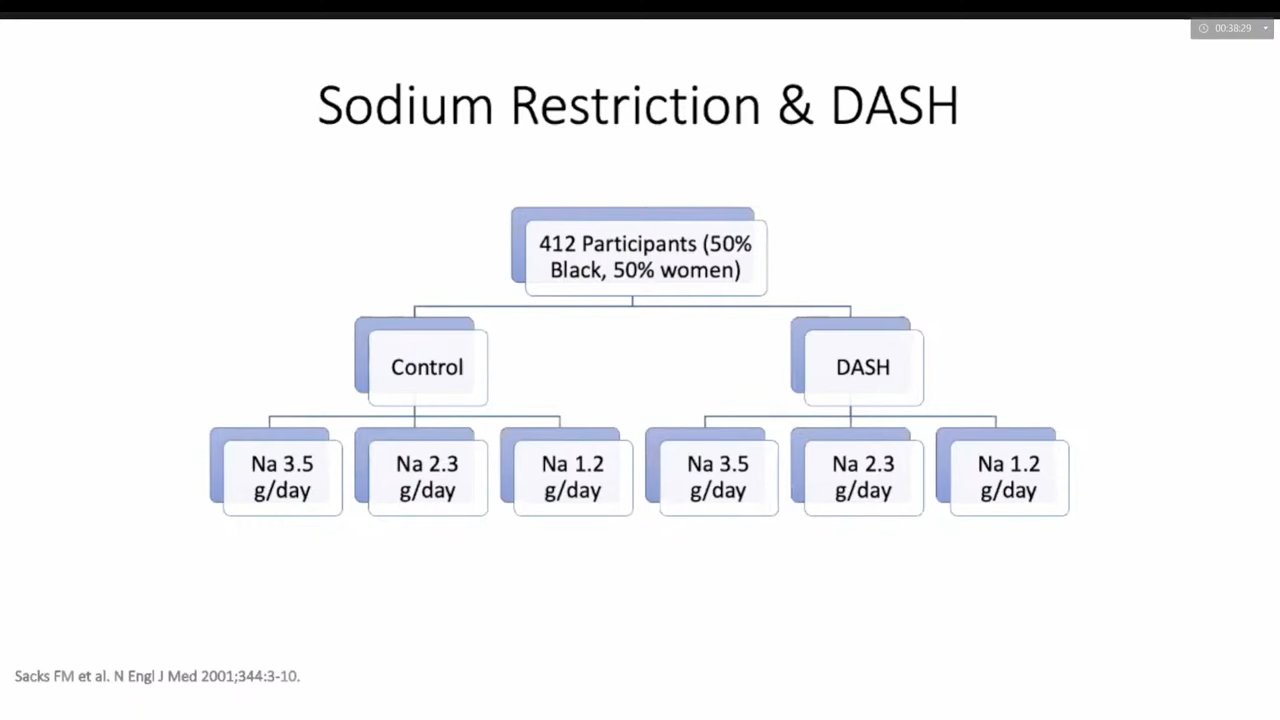 00:38:29
Sodium Restriction & DASH
412 Participants (50%
Black, 50% women)
Control
DASH
Na 3.5
g/day
Na 2.3
g/day
Na 1.2
g/day
Na 3.5
g/day
Na 2.3
g/day
Na 1.2
g/day
Sacks FM et al. N Engl J Med 2001;344:3-10.